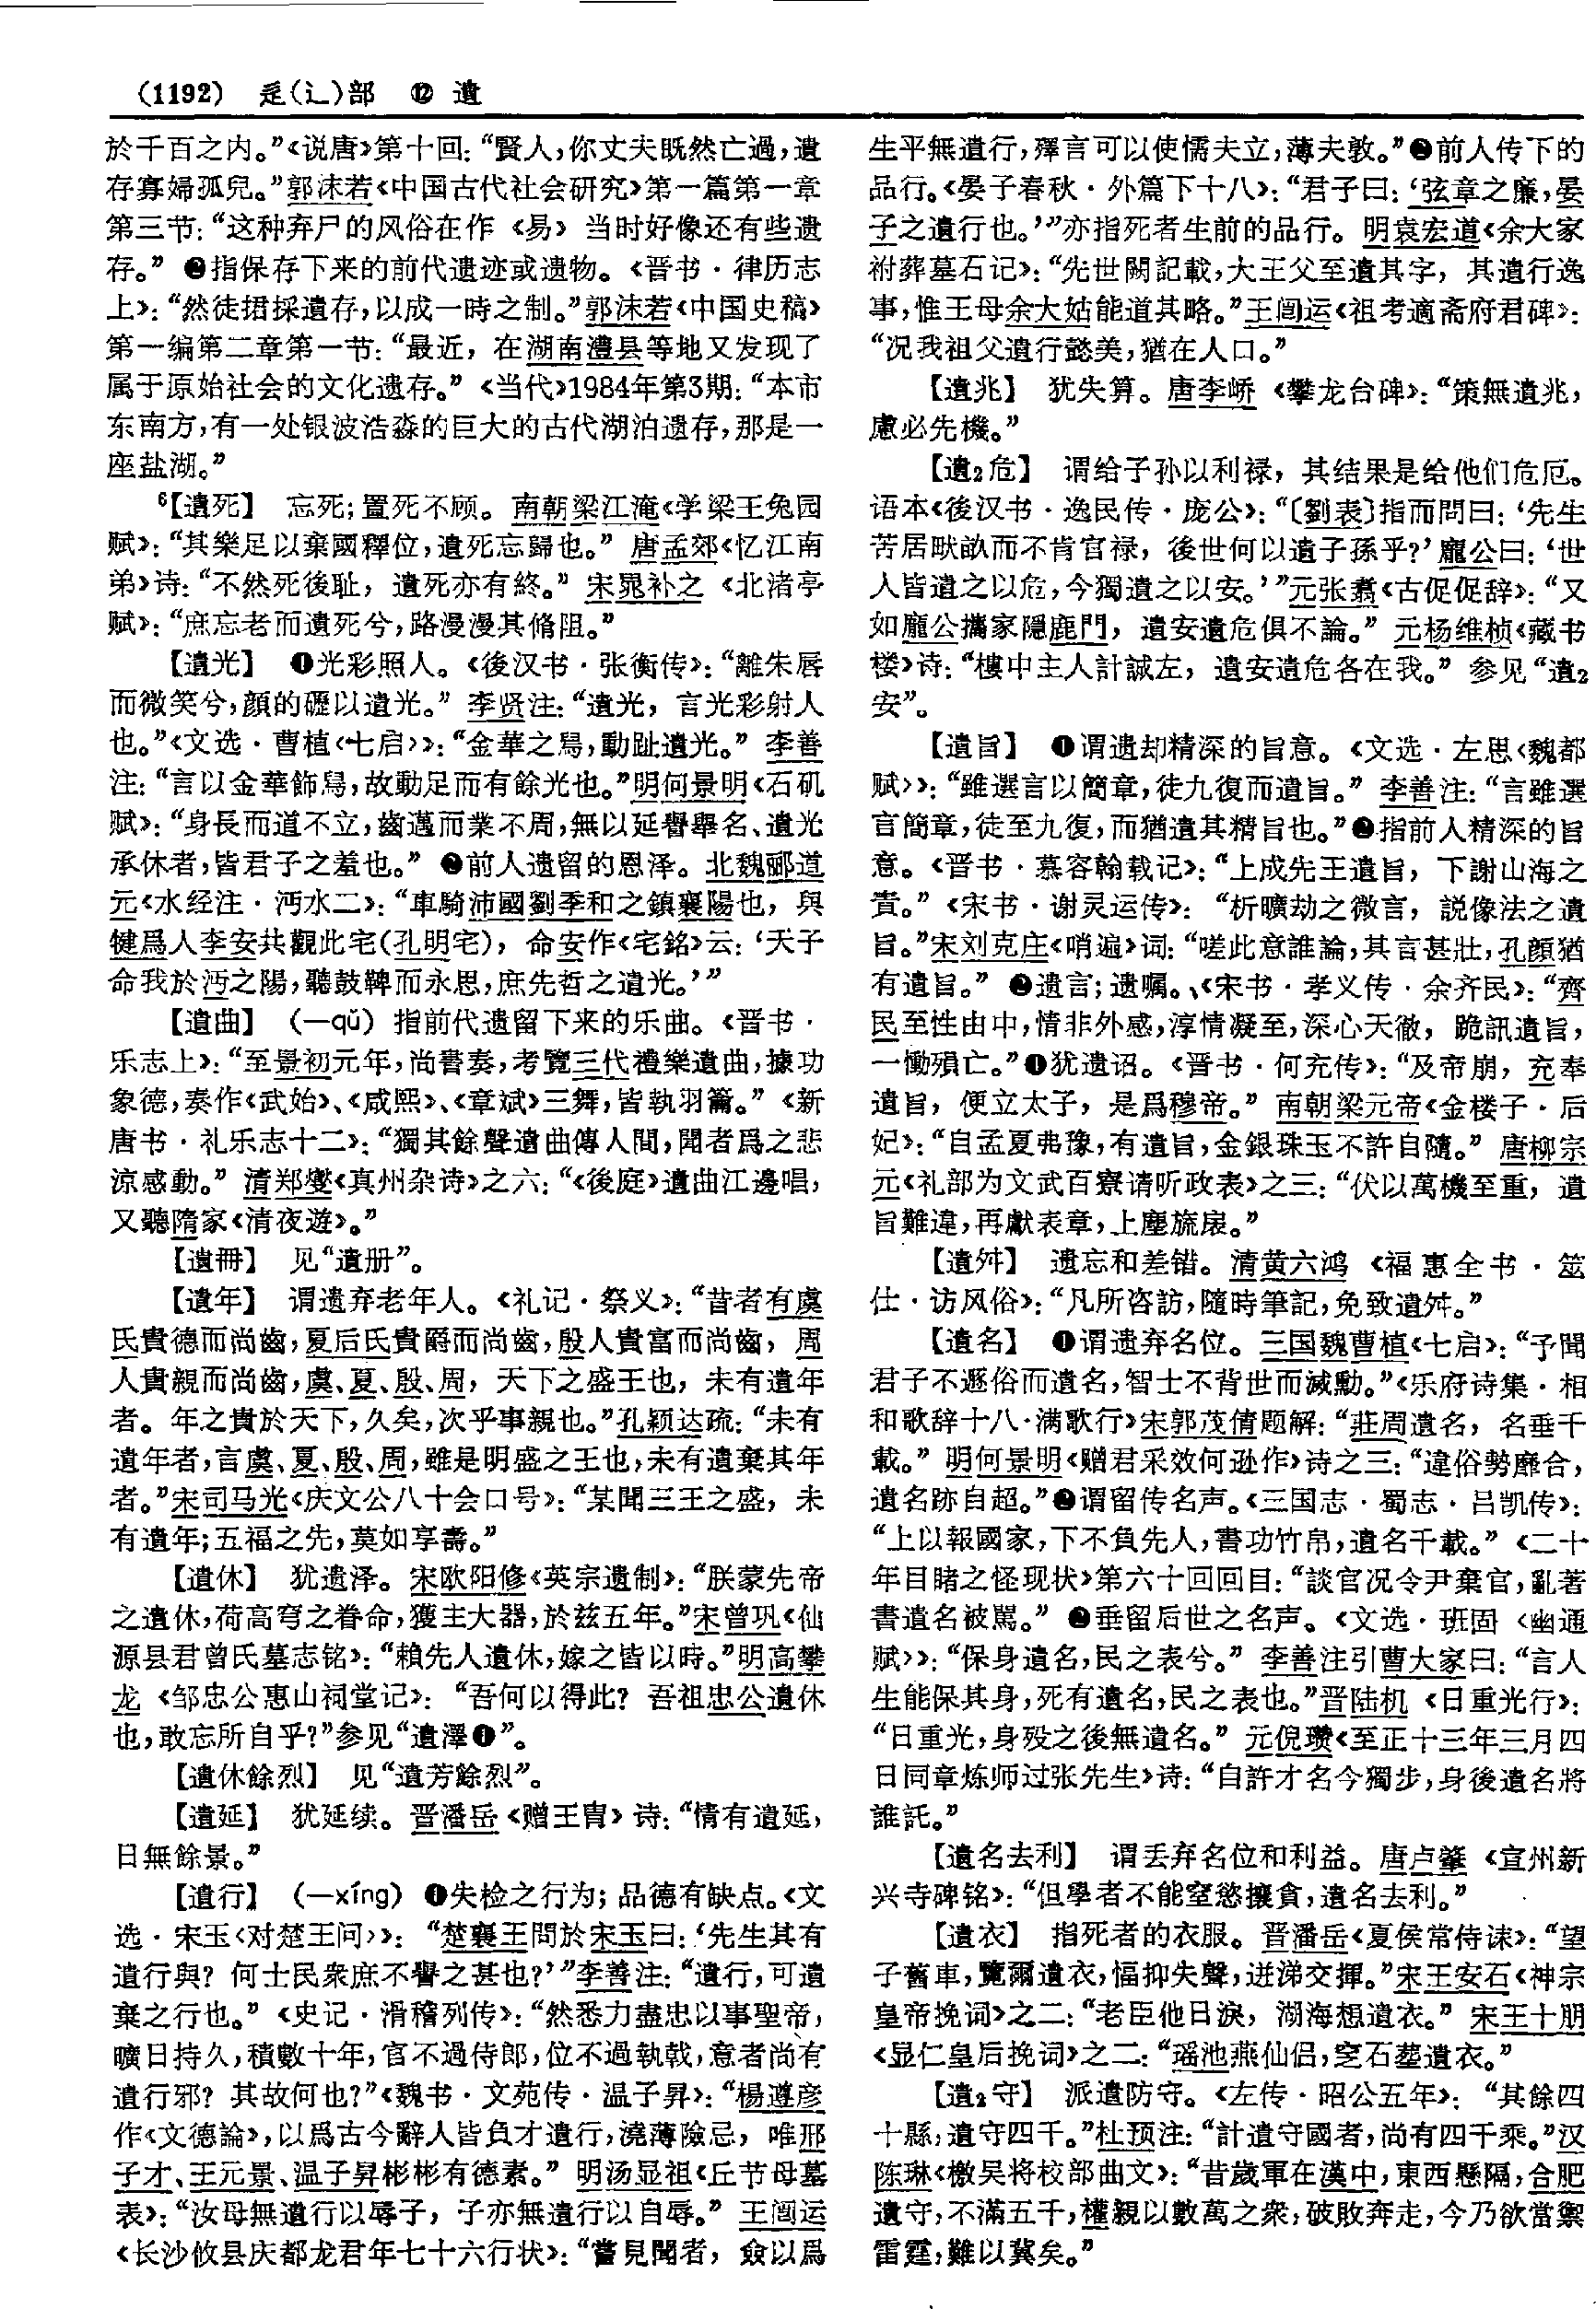 (1192) 辵(辶)部 ⑫ 遺
於千百之内。”《说唐》第十回：“賢人，你丈夫既然亡過，遺
存寡婦孤兒。”郭沫若《中国古代社会研究》第一篇第一章
第三节：“这种弃尸的风俗在作《易》当时好像还有些遗
存。” ❷指保存下来的前代遗迹或遗物。《晋书·律历志
上》：“然徒捃採遺存，以成一時之制。”郭沫若《中国史稿》
第一编第二章第一节：“最近，在湖南澧县等地又发现了
属于原始社会的文化遗存。”《当代》1984年第3期：“本市
东南方，有一处银波浩淼的巨大的古代湖泊遗存，那是一
座盐湖。”
6【遺死】 忘死；置死不顾。南朝梁江淹《学梁王兔园
赋》：“其樂足以棄國釋位，遺死忘歸也。” 唐孟郊《忆江南
弟》诗：“不然死後耻，遺死亦有終。” 宋晁补之《北渚亭
赋》：“庶忘老而遺死兮，路漫漫其脩阻。”
【遺光】 ❶光彩照人。《後汉书·张衡传》：“離朱唇
而微笑兮，顔的礰以遺光。” 李贤注：“遺光，言光彩射人
也。”《文选·曹植〈七启〉》：“金華之舄，動趾遺光。” 李善
注：“言以金華飾舄，故動足而有餘光也。”明何景明《石矶
赋》：“身長而道不立，齒邁而業不周，無以延譽舉名、遺光
承休者，皆君子之羞也。” ❷前人遗留的恩泽。北魏郦道
元《水经注·沔水二》：“車騎沛國劉季和之鎮襄陽也，與
犍爲人李安共觀此宅(孔明宅)，命安作《宅銘》云：‘天子
命我於沔之陽，聽鼓鞞而永思，庶先哲之遺光。’”
【遺曲】 (—qǔ) 指前代遗留下来的乐曲。《晋书·
乐志上》：“至景初元年，尚書奏，考覽三代禮樂遺曲，據功
象德，奏作《武始》、《咸熙》、《章斌》三舞，皆執羽籥。”《新
唐书·礼乐志十二》：“獨其餘聲遺曲傳人間，聞者爲之悲
涼感動。” 清郑燮《真州杂诗》之六：“《後庭》遺曲江邊唱，
又聽隋家《清夜遊》。”
【遺冊】 见“遺册”。
【遺年】 谓遗弃老年人。《礼记·祭义》：“昔者有虞
氏貴德而尚齒，夏后氏貴爵而尚齒，殷人貴富而尚齒，周
人貴親而尚齒，虞、夏、殷、周，天下之盛王也，未有遺年
者。年之貴於天下，久矣，次乎事親也。”孔颖达疏：“未有
遺年者，言虞、夏、殷、周，雖是明盛之王也，未有遺棄其年
者。”宋司马光《庆文公八十会口号》：“某聞三王之盛，未
有遺年；五福之先，莫如享壽。”
【遺休】 犹遗泽。宋欧阳修《英宗遗制》：“朕蒙先帝
之遺休，荷高穹之眷命，獲主大器，於兹五年。”宋曾巩《仙
源县君曾氏墓志铭》：“賴先人遺休，嫁之皆以時。”明高攀
龙《邹忠公惠山祠堂记》：“吾何以得此？吾祖忠公遺休
也，敢忘所自乎？”参见“遺澤❶”。
【遺休餘烈】 见“遺芳餘烈”。
【遺延】 犹延续。晋潘岳《赠王胄》诗：“情有遺延，
日無餘景。”
【遺行】 (—xíng) ❶失检之行为；品德有缺点。《文
选·宋玉〈对楚王问〉》：“楚襄王問於宋玉曰：‘先生其有
遺行與？何士民衆庶不譽之甚也？’”李善注：“遺行，可遺
棄之行也。”《史记·滑稽列传》：“然悉力盡忠以事聖帝，
曠日持久，積數十年，官不過侍郎，位不過執戟，意者尚有
遺行邪？其故何也？”《魏书·文苑传·温子昇》：“楊遵彦
作《文德論》，以爲古今辭人皆負才遺行，澆薄險忌，唯邢
子才、王元景、温子昇彬彬有德素。” 明汤显祖《丘节母墓
表》：“汝母無遺行以辱子，子亦無遺行以自辱。” 王闿运
《长沙攸县庆都龙君年七十六行状》：“嘗見聞者，僉以爲
生平無遺行，殫言可以使懦夫立，薄夫敦。”❷前人传下的
品行。《晏子春秋·外篇下十八》：“君子曰：‘弦章之廉，晏
子之遺行也。’”亦指死者生前的品行。明袁宏道《余大家
祔葬墓石记》：“先世闕記載，大王父至遺其字，其遺行逸
事，惟王母余大姑能道其略。”王闿运《祖考適斋府君碑》：
“况我祖父遺行懿美，猶在人口。”
【遺兆】 犹失算。唐李峤《攀龙台碑》：“策無遺兆，
慮必先機。”
【遺₂危】 谓给子孙以利禄，其结果是给他们危厄。
语本《後汉书·逸民传·庞公》：“〔劉表〕指而問曰：‘先生
苦居畎畝而不肯官禄，後世何以遺子孫乎？’龐公曰：‘世
人皆遺之以危，今獨遺之以安。’”元张翥《古促促辞》：“又
如龐公攜家隱鹿門，遺安遺危俱不論。” 元杨维桢《藏书
楼》诗：“樓中主人計誠左，遺安遺危各在我。” 参见“遺₂
安”。
【遺旨】 ❶谓遗却精深的旨意。《文选·左思〈魏都
赋〉》：“雖選言以簡章，徒九復而遺旨。” 李善注：“言雖選
言簡章，徒至九復，而猶遺其精旨也。”❷指前人精深的旨
意。《晋书·慕容翰载记》：“上成先王遺旨，下謝山海之
責。”《宋书·谢灵运传》：“析曠劫之微言，説像法之遺
旨。”宋刘克庄《哨遍》词：“嗟此意誰論，其言甚壯，孔顔猶
有遺旨。” ❸遗言；遗嘱。《宋书·孝义传·余齐民》：“齊
民至性由中，情非外感，淳情凝至，深心天徹，跪訊遺旨，
一慟殞亡。”❹犹遗诏。《晋书·何充传》：“及帝崩，充奉
遺旨，便立太子，是爲穆帝。” 南朝梁元帝《金楼子·后
妃》：“自孟夏弗豫，有遺旨，金銀珠玉不許自隨。” 唐柳宗
元《礼部为文武百寮请听政表》之三：“伏以萬機至重，遺
旨難違，再獻表章，上塵旒扆。”
【遺舛】 遗忘和差错。清黄六鸿《福惠全书·筮
仕·访风俗》：“凡所咨訪，隨時筆記，免致遺舛。”
【遺名】 ❶谓遗弃名位。三国魏曹植《七启》：“予聞
君子不遯俗而遺名，智士不背世而滅勳。”《乐府诗集·相
和歌辞十八·满歌行》宋郭茂倩题解：“莊周遺名，名垂千
載。” 明何景明《赠君采效何逊作》诗之三：“違俗勢靡合，
遺名跡自超。”❷谓留传名声。《三国志·蜀志·吕凯传》：
“上以報國家，下不負先人，書功竹帛，遺名千載。”《二十
年目睹之怪现状》第六十回回目：“談官况令尹棄官，亂著
書遺名被罵。” ❸垂留后世之名声。《文选·班固〈幽通
赋〉》：“保身遺名，民之表兮。” 李善注引曹大家曰：“言人
生能保其身，死有遺名，民之表也。”晋陆机《日重光行》：
“日重光，身殁之後無遺名。” 元倪瓒《至正十三年三月四
日同章炼师过张先生》诗：“自許才名今獨步，身後遺名將
誰託。”
【遺名去利】 谓丢弃名位和利益。唐卢肇《宣州新
兴寺碑铭》：“但學者不能窒慾攘貪，遺名去利。”
【遺衣】 指死者的衣服。晋潘岳《夏侯常侍诔》：“望
子舊車，覽爾遺衣，愊抑失聲，迸涕交揮。”宋王安石《神宗
皇帝挽词》之二：“老臣他日淚，湖海想遺衣。” 宋王十朋
《显仁皇后挽词》之二：“瑶池燕仙侣，窆石塟遺衣。”
【遺₂守】 派遣防守。《左传·昭公五年》：“其餘四
十縣，遺守四千。”杜预注：“計遺守國者，尚有四千乘。”汉
陈琳《檄吴将校部曲文》：“昔歲軍在漢中，東西懸隔，合肥
遺守，不滿五千，權親以數萬之衆，破敗奔走，今乃欲當禦
雷霆，難以冀矣。”